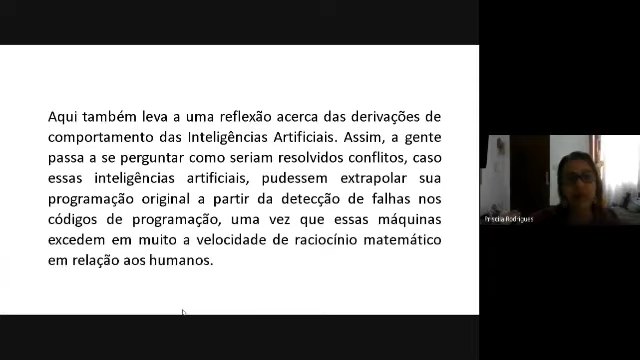 Aqui também leva a uma reflexão acerca das derivações de
comportamento das Inteligências Artificiais. Assim, a gente
passa a se perguntar como seriam resolvidos conflitos, caso
essas inteligências artificiais, pudessem extrapolar sua
programação original a partir da detecção de falhas nos
códigos de programação, uma vez que essas máquinas
excedem em muito a velocidade de raciocínio matemático
em relação aos humanos.
Priscila Rodrigues